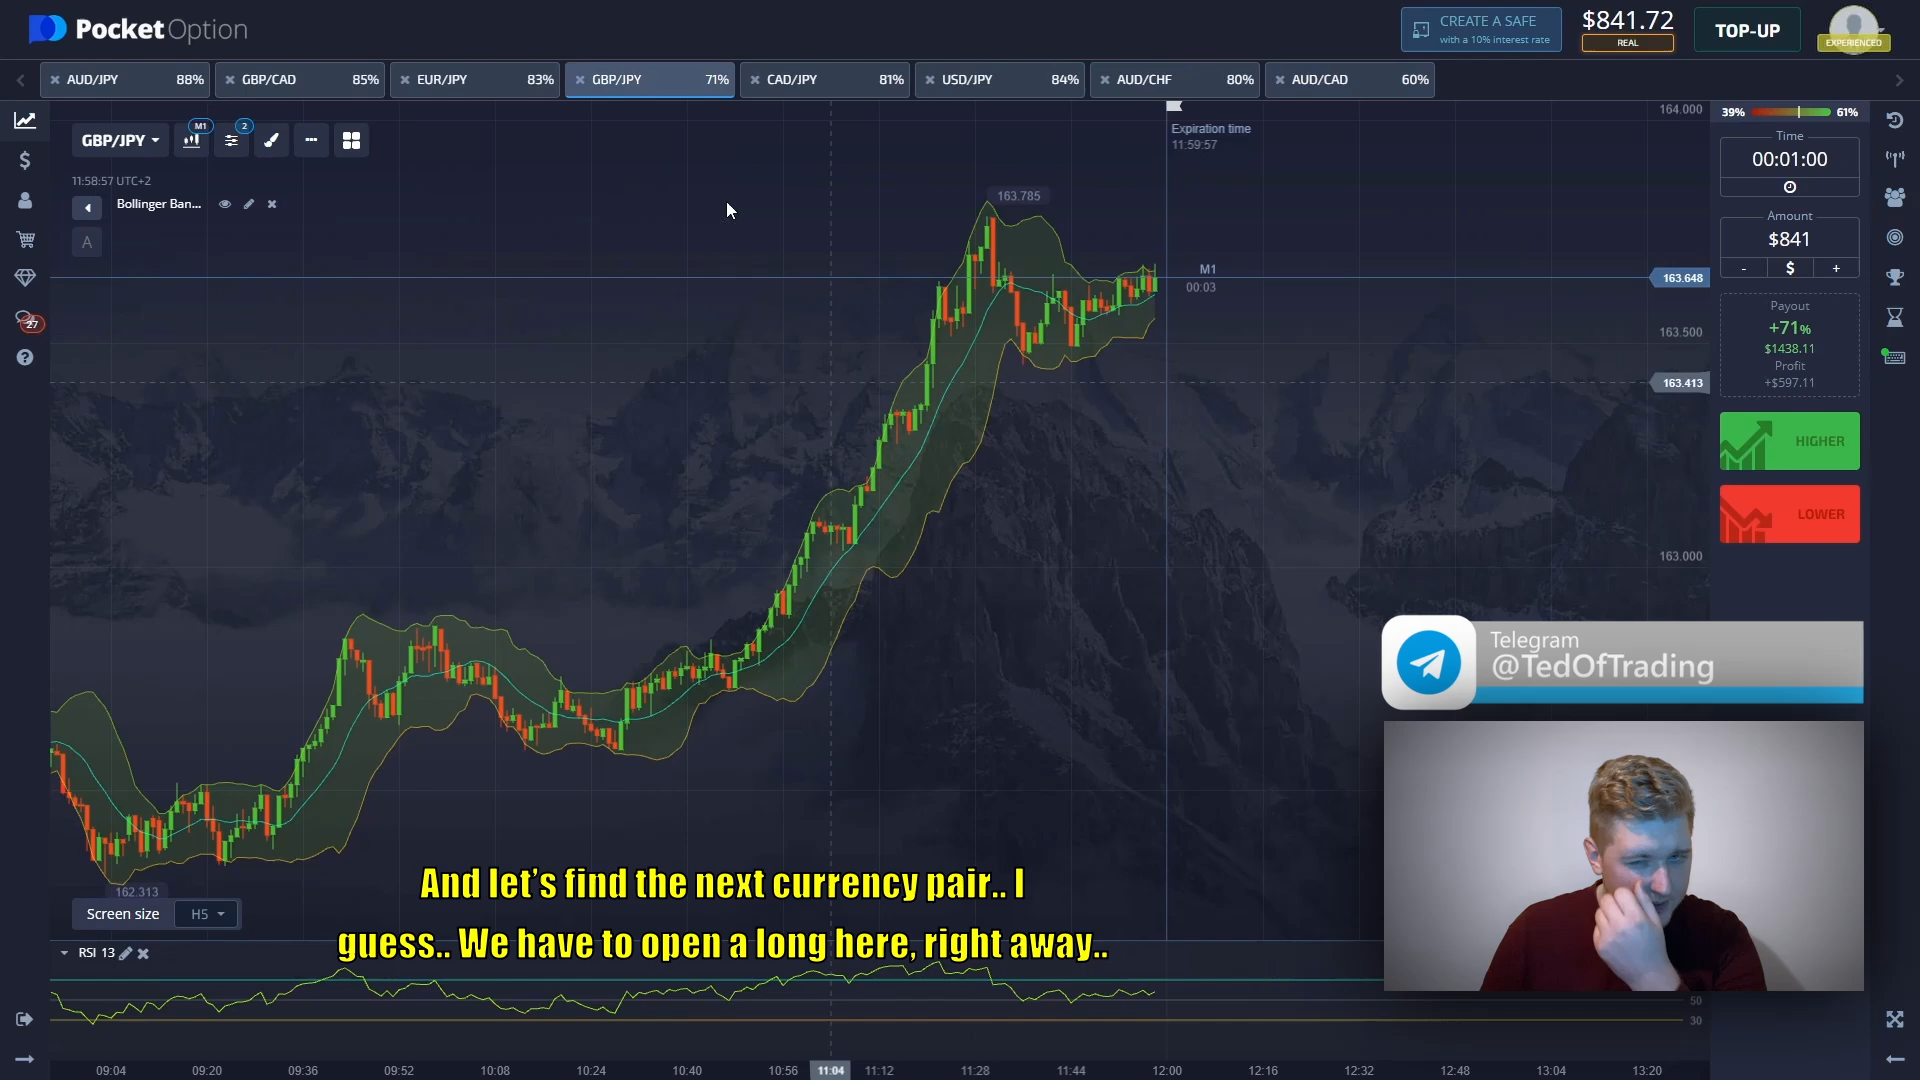 PocketOption
CREATE A SAFE
with a 10% interest rate
$841.72
REAL
TOP-UP
EXPERIENCED
AUD/JPY 88%
GBP/CAD 85%
EUR/JPY 83%
GBP/JPY 71%
CAD/JPY 81%
USD/JPY 84%
AUD/CHF 80%
AUD/CAD 60%
GBP/JPY
M1
2
11:58:57 UTC+2
Bollinger Ban...
A
27
Expiration time
11:59:57
163.785
M1
00:03
164.000
163.648
163.500
163.413
163.000
162.313
39% 61%
Time
00:01:00
Amount
$841
- $ +
Payout
+71%
$1438.11
Profit
+$597.11
HIGHER
LOWER
Telegram
@TedOfTrading
And let's find the next currency pair.. I
guess.. We have to open a long here, right away..
Screen size H5
RSI 13
50
30
09:04 09:20 09:36 09:52 10:08 10:24 10:40 10:56 11:04 11:12 11:28 11:44 12:00 12:16 12:32 12:48 13:04 13:20